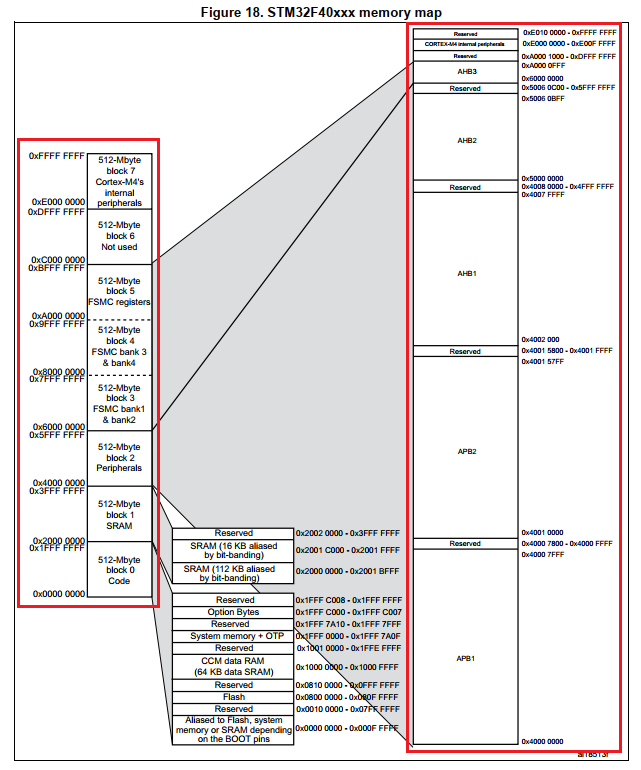 Figure 18. STM32F40xxx memory map
0xFFFF FFFF
512-Mbyte
block 7
Cortex-M4's
internal
peripherals
0xE000 0000
0xDFFF FFFF
512-Mbyte
block 6
Not used
0xC000 0000
0xBFFF FFFF
512-Mbyte
block 5
FSMC registers
0xA000 0000
0x9FFF FFFF
512-Mbyte
block 4
FSMC bank 3
& bank4
0x8000 0000
0x7FFF FFFF
512-Mbyte
block 3
FSMC bank1
& bank2
0x6000 0000
0x5FFF FFFF
512-Mbyte
block 2
Peripherals
0x4000 0000
0x3FFF FFFF
512-Mbyte
block 1
SRAM
0x2000 0000
0x1FFF FFFF
512-Mbyte
block 0
Code
0x0000 0000
Reserved 0x2002 0000 - 0x3FFF FFFF
SRAM (16 KB aliased
by bit-banding) 0x2001 C000 - 0x2001 FFFF
SRAM (112 KB aliased
by bit-banding) 0x2000 0000 - 0x2001 BFFF
Reserved 0x1FFF C008 - 0x1FFF FFFF
Option Bytes 0x1FFF C000 - 0x1FFF C007
Reserved 0x1FFF 7A10 - 0x1FFF 7FFF
System memory + OTP 0x1FFF 0000 - 0x1FFF 7A0F
Reserved 0x1001 0000 - 0x1FFE FFFF
CCM data RAM
(64 KB data SRAM) 0x1000 0000 - 0x1000 FFFF
Reserved 0x0810 0000 - 0x0FFF FFFF
Flash 0x0800 0000 - 0x080F FFFF
Reserved 0x0010 0000 - 0x07FF FFFF
Aliased to Flash, system
memory or SRAM depending
on the BOOT pins 0x0000 0000 - 0x000F FFFF
Reserved 0xE010 0000 - 0xFFFF FFFF
CORTEX-M4 internal peripherals 0xE000 0000 - 0xE00F FFFF
Reserved 0xA000 1000 - 0xDFFF FFFF
0xA000 0FFF
AHB3
0x6000 0000
Reserved 0x5006 0C00 - 0x5FFF FFFF
0x5006 0BFF
AHB2
0x5000 0000
Reserved 0x4008 0000 - 0x4FFF FFFF
0x4007 FFFF
AHB1
0x4002 000
Reserved 0x4001 5800 - 0x4001 FFFF
0x4001 57FF
APB2
0x4001 0000
Reserved 0x4000 7800 - 0x4000 FFFF
0x4000 7FFF
APB1
0x4000 0000
ai18513f